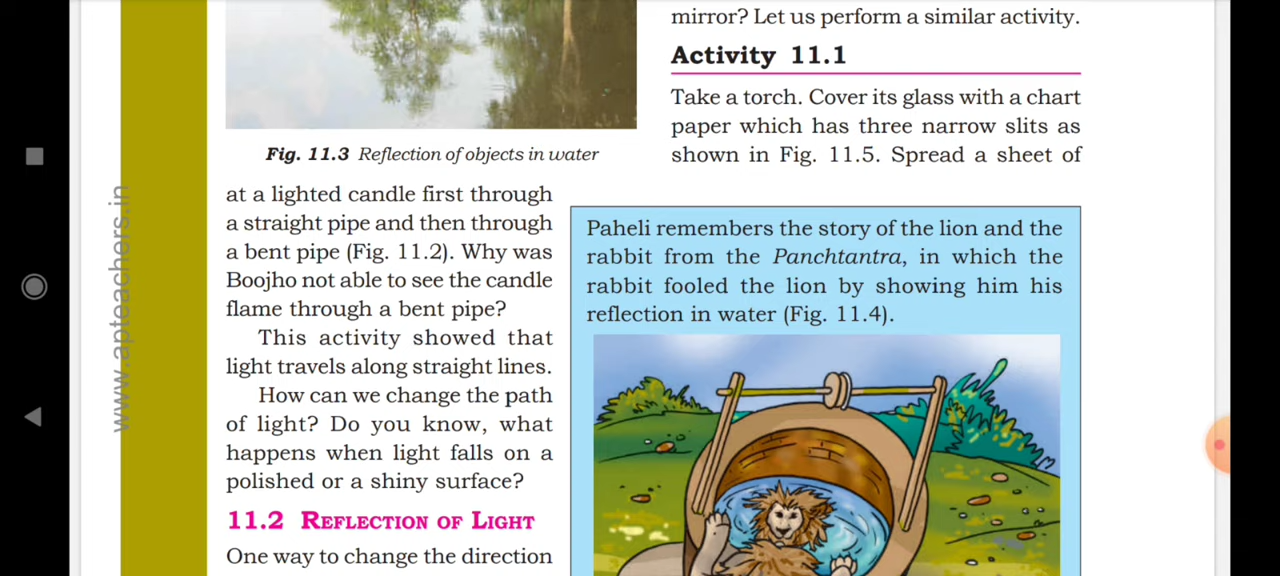 mirror? Let us perform a similar activity.
Activity 11.1
Take a torch. Cover its glass with a chart
paper which has three narrow slits as
shown in Fig. 11.5. Spread a sheet of
Fig. 11.3 Reflection of objects in water
at a lighted candle first through
a straight pipe and then through
a bent pipe (Fig. 11.2). Why was
Boojho not able to see the candle
flame through a bent pipe?
This activity showed that
light travels along straight lines.
How can we change the path
of light? Do you know, what
happens when light falls on a
polished or a shiny surface?
11.2 REFLECTION OF LIGHT
One way to change the direction
Paheli remembers the story of the lion and the
rabbit from the Panchtantra, in which the
rabbit fooled the lion by showing him his
reflection in water (Fig. 11.4).
www.apteachers.in